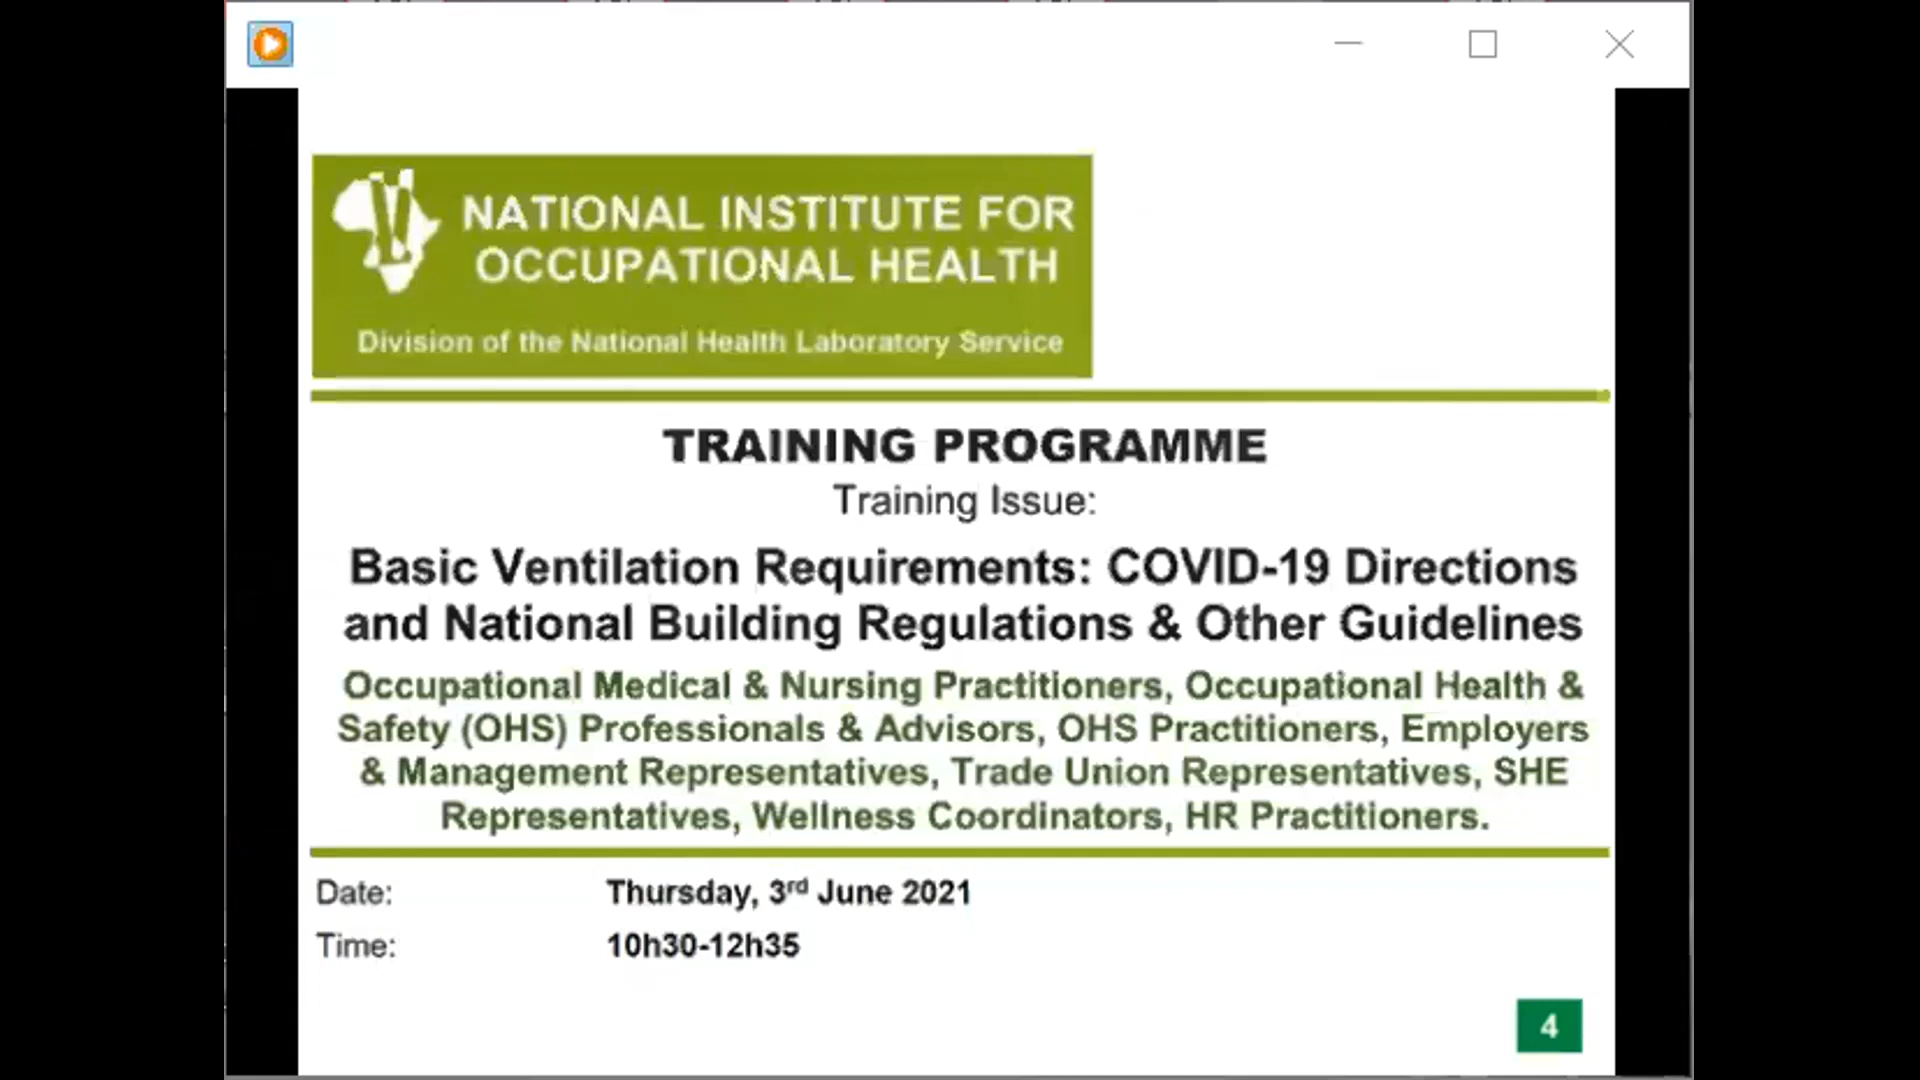 NATIONAL INSTITUTE FOR
OCCUPATIONAL HEALTH
Division of the National Health Laboratory Service
TRAINING PROGRAMME
Training Issue:
Basic Ventilation Requirements: COVID-19 Directions
and National Building Regulations & Other Guidelines
Occupational Medical & Nursing Practitioners, Occupational Health &
Safety (OHS) Professionals & Advisors, OHS Practitioners, Employers
& Management Representatives, Trade Union Representatives, SHE
Representatives, Wellness Coordinators, HR Practitioners.
Date: Thursday, 3rd June 2021
Time: 10h30-12h35
4